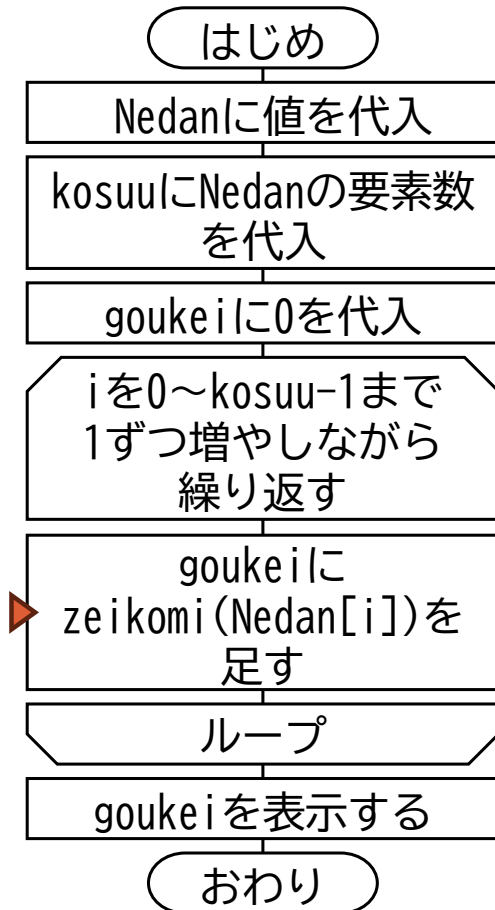 はじめ
Nedanに値を代入
kosuuにNedanの要素数
を代入
goukeiに0を代入
iを0～kosuu-1まで
1ずつ増やしながら
繰り返す
goukeiに
zeikomi(Nedan[i])を
足す
ループ
goukeiを表示する
おわり